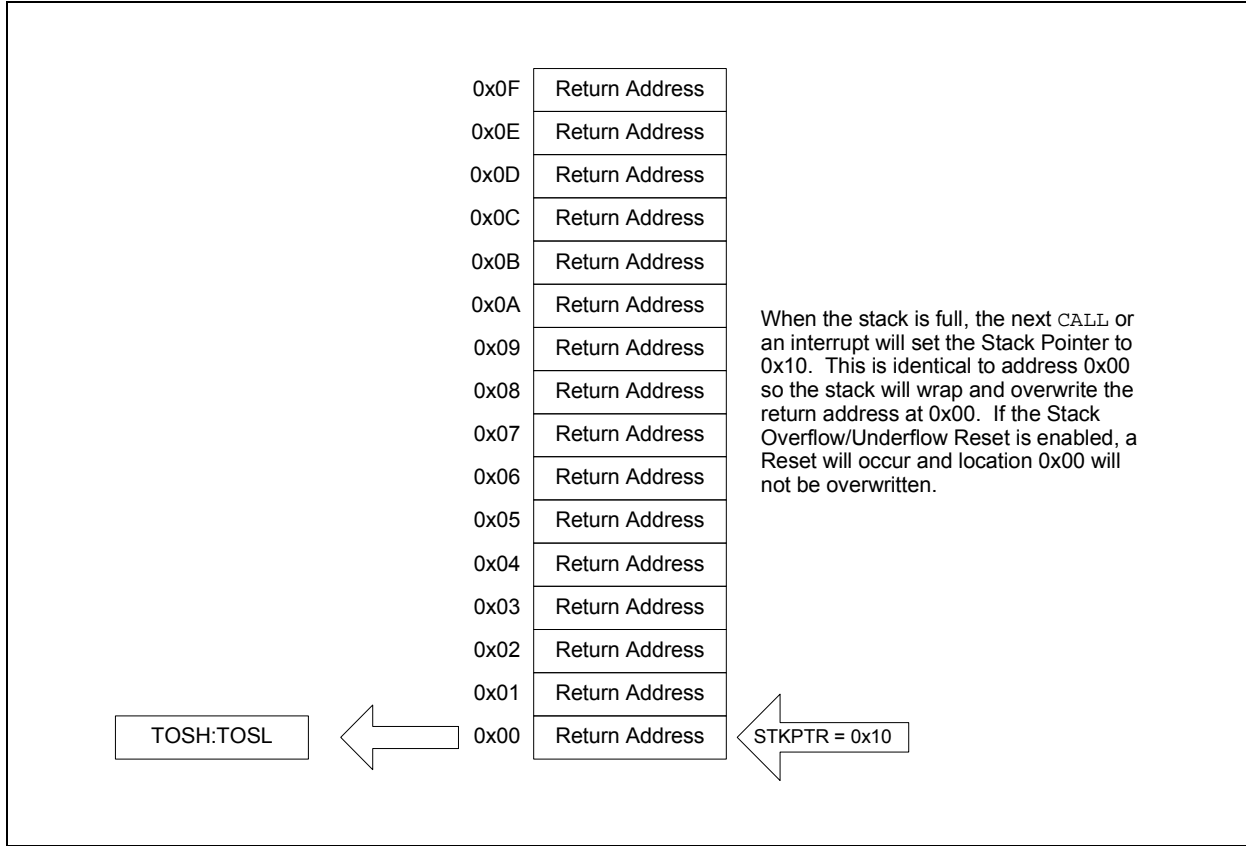 0x0F Return Address
0x0E Return Address
0x0D Return Address
0x0C Return Address
0x0B Return Address
0x0A Return Address
0x09 Return Address
0x08 Return Address
0x07 Return Address
0x06 Return Address
0x05 Return Address
0x04 Return Address
0x03 Return Address
0x02 Return Address
0x01 Return Address
TOSH:TOSL 0x00 Return Address STKPTR = 0x10
When the stack is full, the next CALL or
an interrupt will set the Stack Pointer to
0x10. This is identical to address 0x00
so the stack will wrap and overwrite the
return address at 0x00. If the Stack
Overflow/Underflow Reset is enabled, a
Reset will occur and location 0x00 will
not be overwritten.